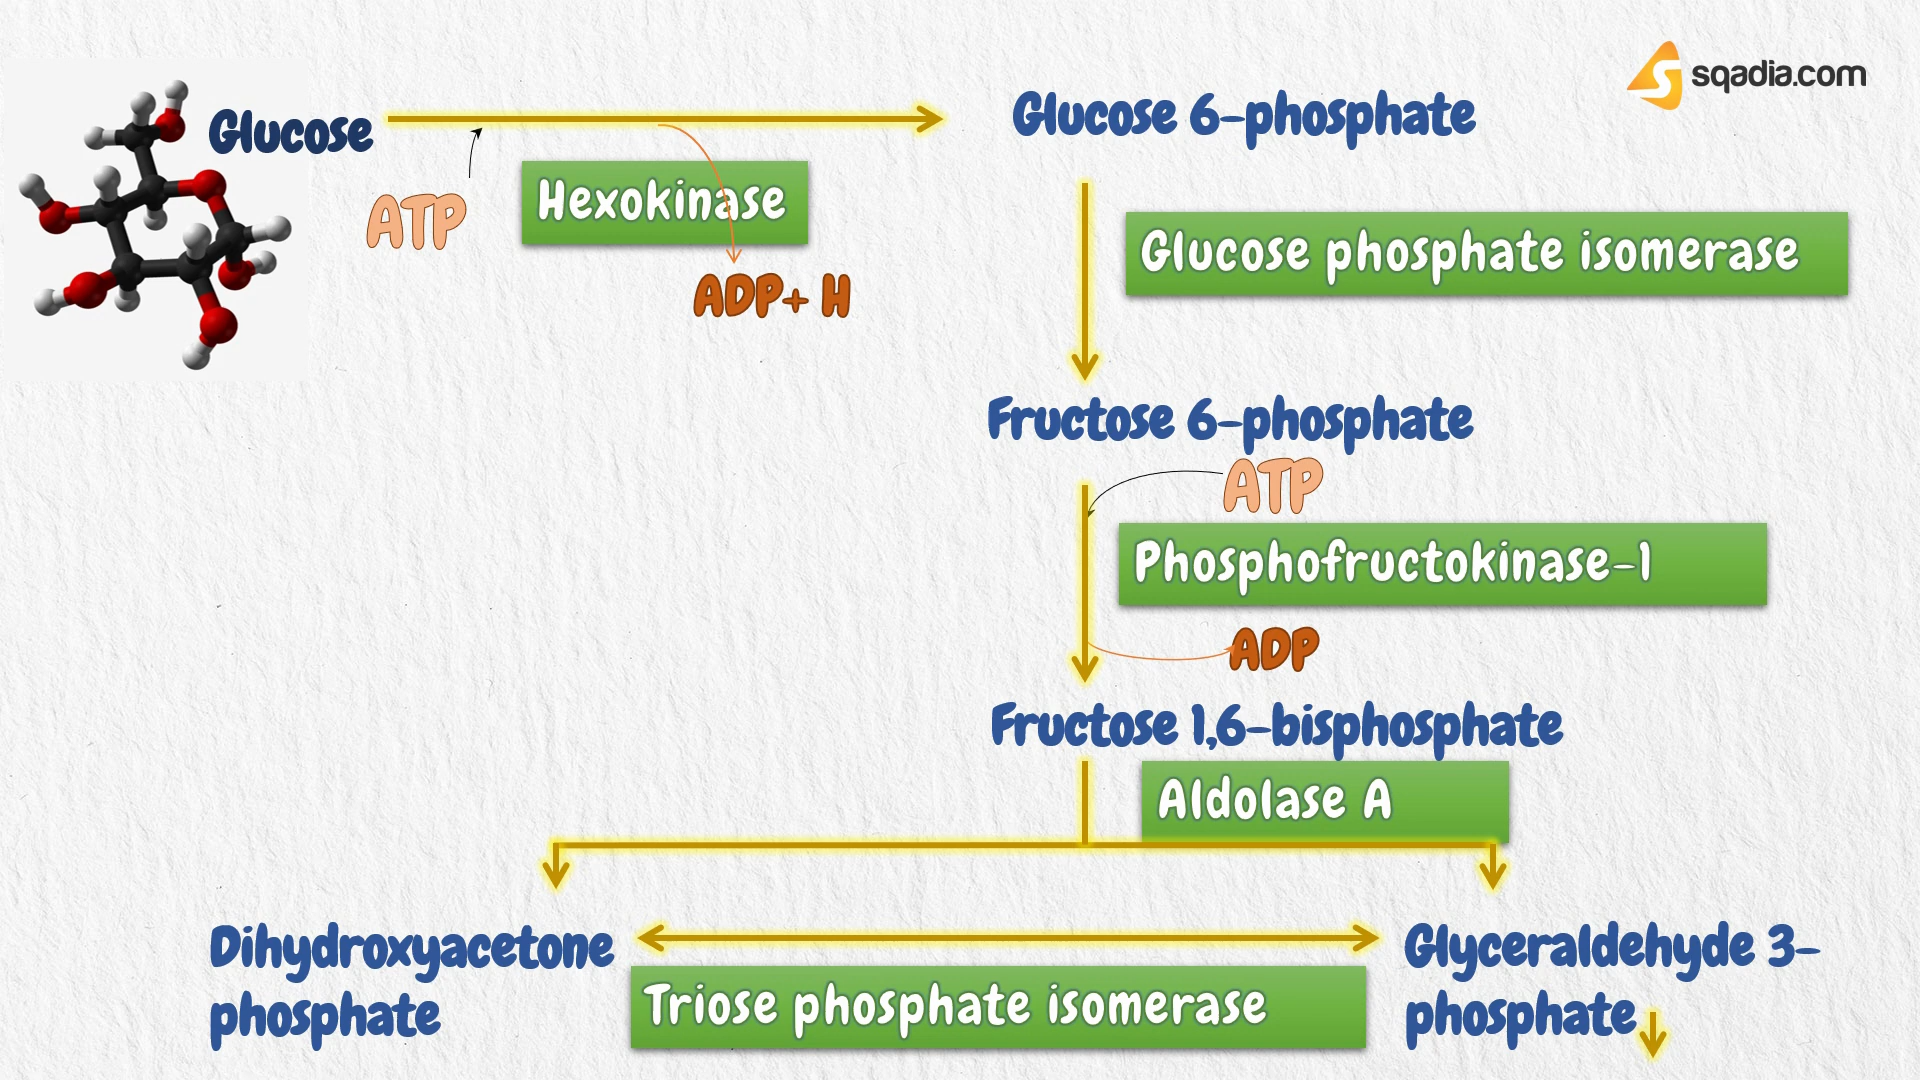 sqadia.com
Glucose
Glucose 6-phosphate
ATP
Hexokinase
ADP+ H
Glucose phosphate isomerase
Fructose 6-phosphate
ATP
Phosphofructokinase-1
ADP
Fructose 1,6-bisphosphate
Aldolase A
Dihydroxyacetone
phosphate
Triose phosphate isomerase
Glyceraldehyde 3-
phosphate